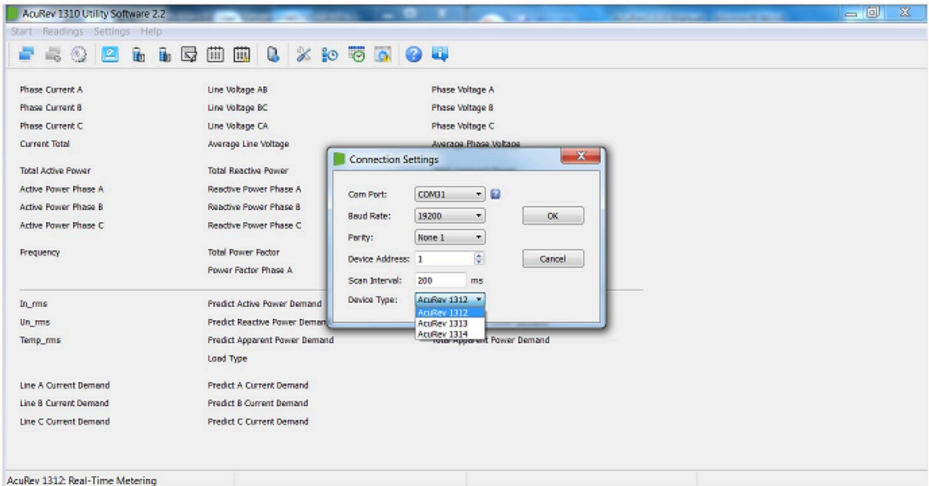 AcuRev 1310 Utility Software 2.2
Start Readings Settings Help
Phase Current A Line Voltage AB Phase Voltage A
Phase Current B Line Voltage BC Phase Voltage B
Phase Current C Line Voltage CA Phase Voltage C
Current Total Average Line Voltage Average Phase Voltage
Total Active Power Total Reactive Power
Active Power Phase A Reactive Power Phase A
Active Power Phase B Reactive Power Phase B
Active Power Phase C Reactive Power Phase C
Frequency Total Power Factor
Power Factor Phase A
In_rms Predict Active Power Demand
Un_rms Predict Reactive Power Deman
Temp_rms Predict Apparent Power Demand Total Apparent Power Demand
Load Type
Line A Current Demand Predict A Current Demand
Line B Current Demand Predict B Current Demand
Line C Current Demand Predict C Current Demand
Connection Settings
Com Port: COM31
Baud Rate: 19200 OK
Parity: None 1
Device Address: 1 Cancel
Scan Interval: 200 ms
Device Type: AcuRev 1312
AcuRev 1312
AcuRev 1313
AcuRev 1314
AcuRev 1312: Real-Time Metering